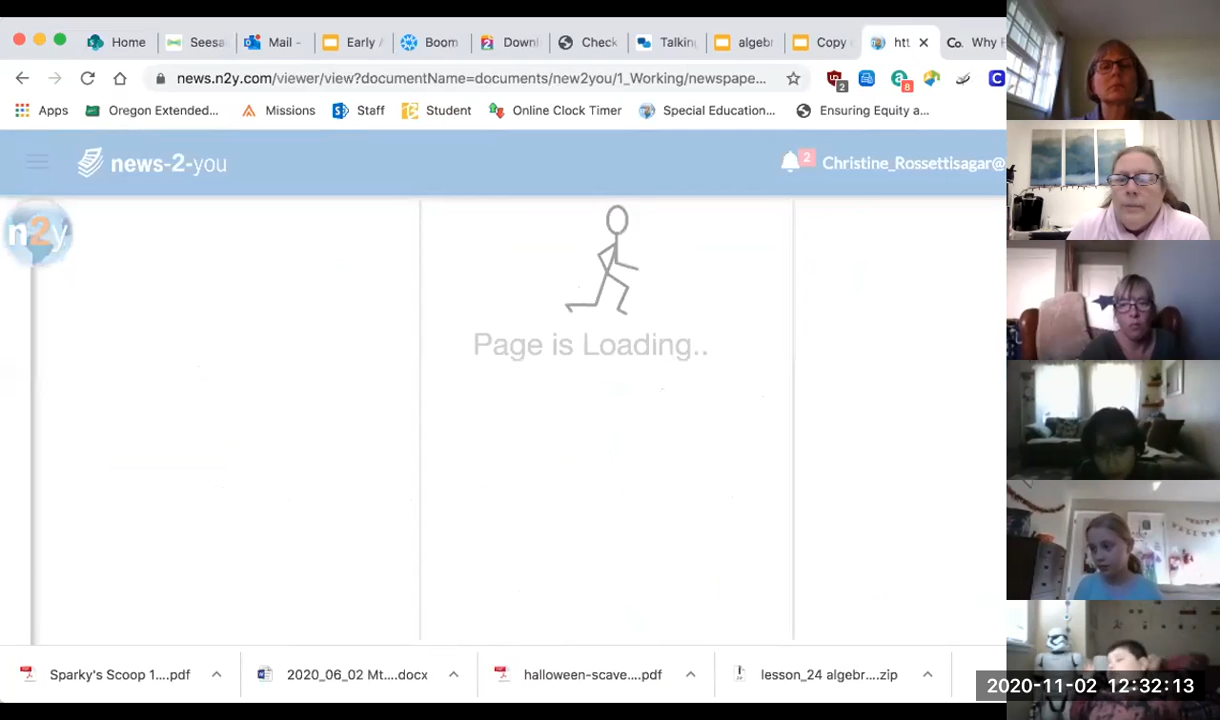 Home
Seesa
Mail -
Early A
Boom
Downl
Check
Talkin
algebr
Copy
htt
Co. Why F
news.n2y.com/viewer/view?documentName=documents/new2you/1_Working/newspape...
2
8
Apps
Oregon Extended...
Missions
Staff
Student
Online Clock Timer
Special Education...
Ensuring Equity a...
news-2-you
2
Christine_Rossettisagar@
n2y
Page is Loading..
Sparky's Scoop 1....pdf
2020_06_02 Mt....docx
halloween-scave....pdf
lesson_24 algebr....zip
2020-11-02 12:32:13